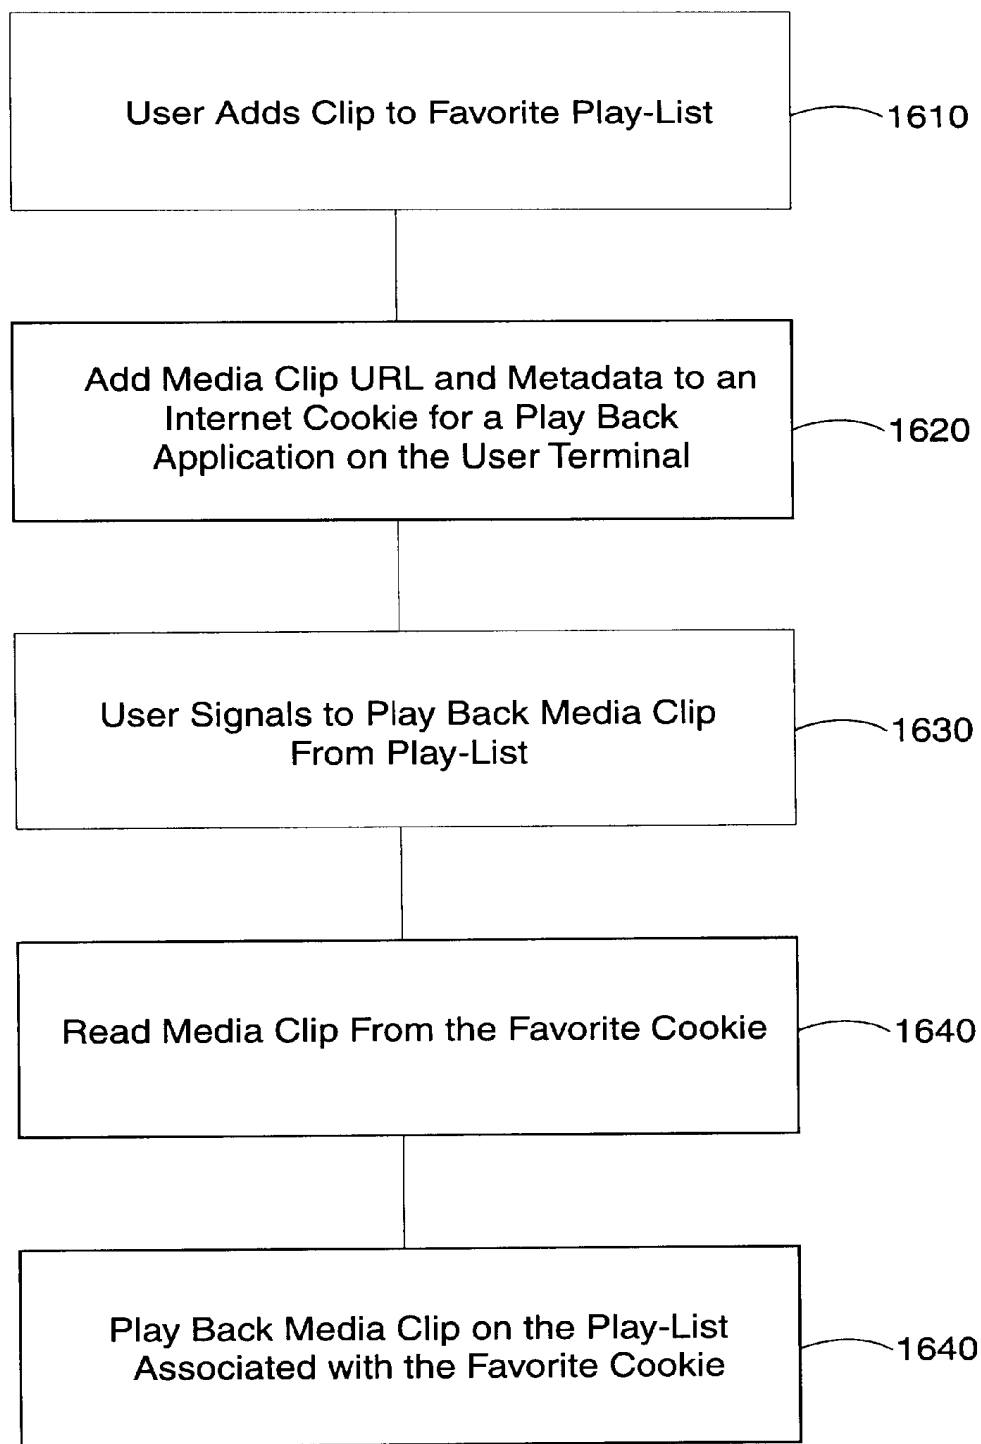 User Adds Clip to Favorite Play-List
1610
Add Media Clip URL and Metadata to an
Internet Cookie for a Play Back
Application on the User Terminal
1620
User Signals to Play Back Media Clip
From Play-List
1630
Read Media Clip From the Favorite Cookie
1640
Play Back Media Clip on the Play-List
Associated with the Favorite Cookie
1640